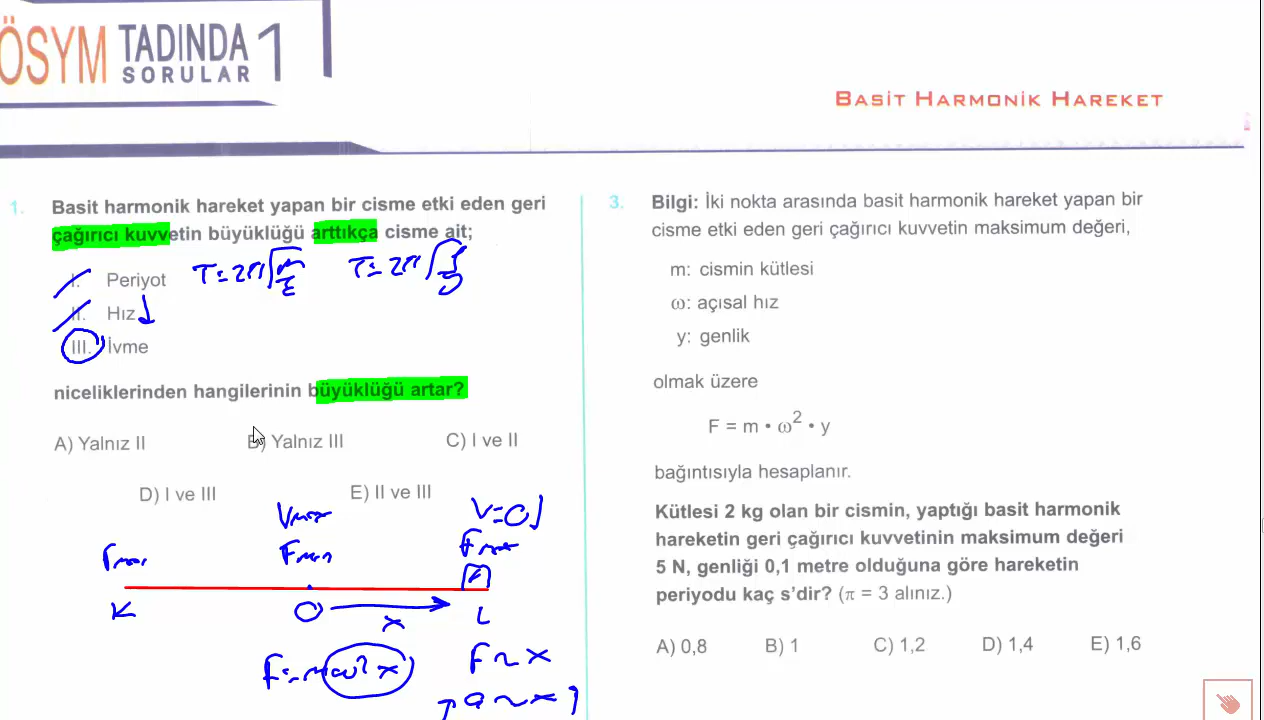 ÖSYM TADINDA SORULAR 1
BASİT HARMONİK HAREKET
1. Basit harmonik hareket yapan bir cisme etki eden geri
çağırıcı kuvvetin büyüklüğü arttıkça cisme ait;
I. Periyot
T = 2π√m/k
II. Hız ↓
III. İvme
niceliklerinden hangilerinin büyüklüğü artar?
A) Yalnız II B) Yalnız III C) I ve II
D) I ve III E) II ve III
Vmax V=0↓
Fmax Fmin Fmax
K O L
x
F=mω²x F~x
↑a~x↑
3. Bilgi: İki nokta arasında basit harmonik hareket yapan bir
cisme etki eden geri çağırıcı kuvvetin maksimum değeri,
m: cismin kütlesi
ω: açısal hız
y: genlik
olmak üzere
F = m • ω² • y
bağıntısıyla hesaplanır.
Kütlesi 2 kg olan bir cismin, yaptığı basit harmonik
hareketin geri çağırıcı kuvvetinin maksimum değeri
5 N, genliği 0,1 metre olduğuna göre hareketin
periyodu kaç s'dir? (π = 3 alınız.)
A) 0,8 B) 1 C) 1,2 D) 1,4 E) 1,6